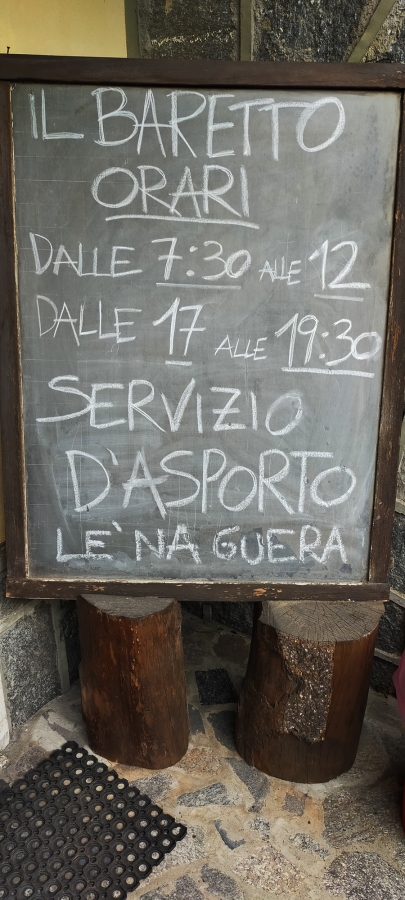 IL BARETTO
ORARI
DALLE 7:30 ALLE 12
DALLE 17 ALLE 19:30
SERVIZIO
D'ASPORTO
LE`NA GUERA